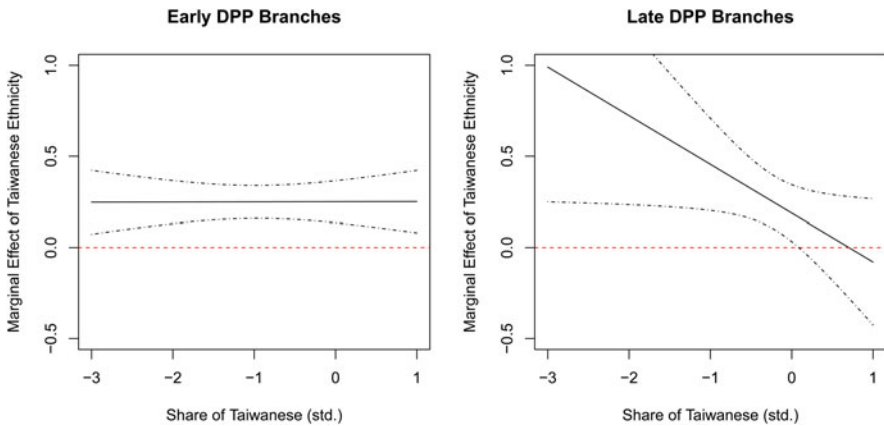 Early DPP Branches
Marginal Effect of Taiwanese Ethnicity
1.0
0.5
0.0
−0.5
−3 −2 −1 0 1
Share of Taiwanese (std.)
Late DPP Branches
Marginal Effect of Taiwanese Ethnicity
1.0
0.5
0.0
−0.5
−3 −2 −1 0 1
Share of Taiwanese (std.)